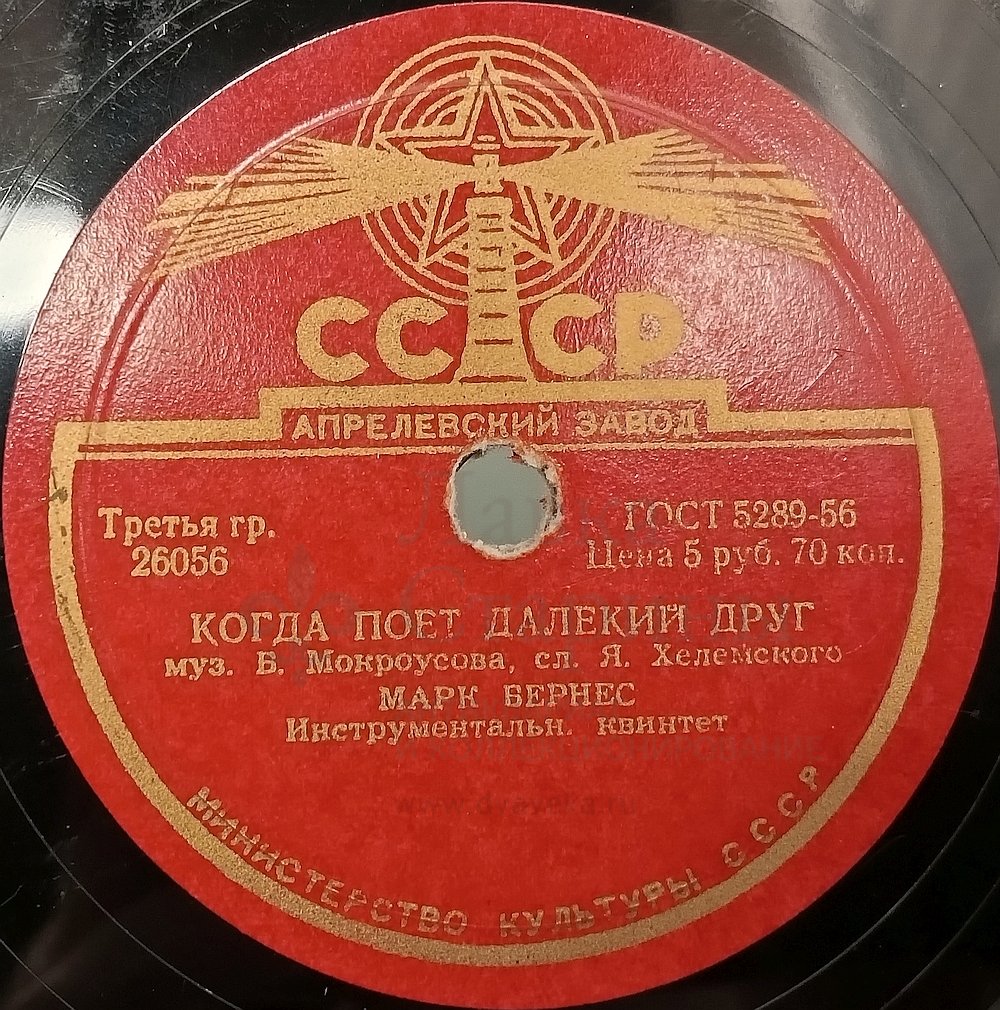 СССР
АПРЕЛЕВСКИЙ ЗАВОД
Третья гр.
26056
ГОСТ 5289-56
Цена 5 руб. 70 коп.
КОГДА ПОЕТ ДАЛЕКИЙ ДРУГ
муз. Б. Мокроусова, сл. Я. Хелемского
МАРК БЕРНЕС
Инструментальн. квинтет
МИНИСТЕРСТВО КУЛЬТУРЫ СССР